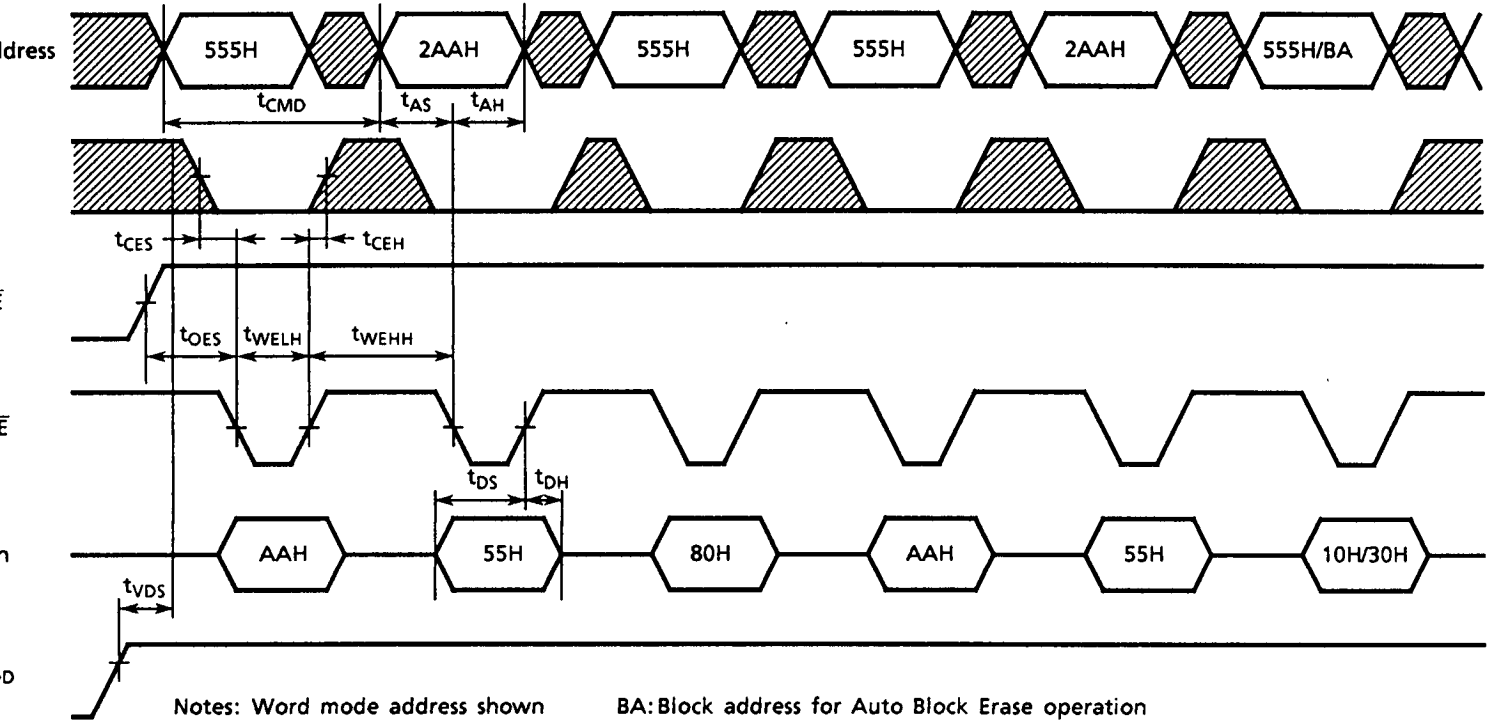 ddress 555H 2AAH 555H 555H 2AAH 555H/BA
tCMD tAS tAH
tCES tCEH
E
tOES tWELH tWEHH
E
tDS tDH
n AAH 55H 80H AAH 55H 10H/30H
tVDS
D
Notes: Word mode address shown BA: Block address for Auto Block Erase operation